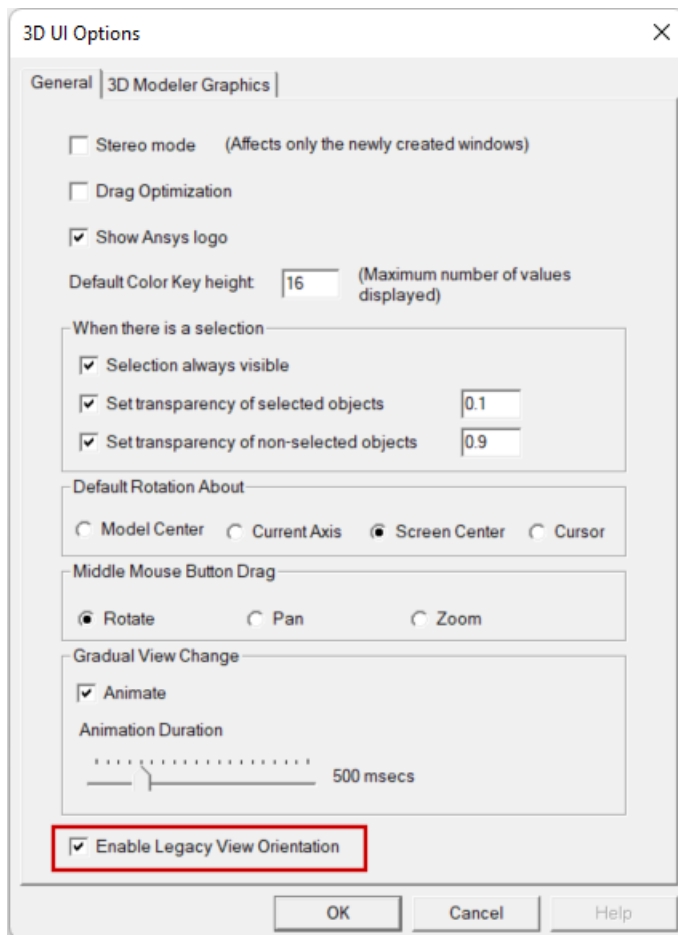 3D UI Options
General
3D Modeler Graphics
Stereo mode (Affects only the newly created windows)
Drag Optimization
Show Ansys logo
Default Color Key height: 16 (Maximum number of values
displayed)
When there is a selection
Selection always visible
Set transparency of selected objects 0.1
Set transparency of non-selected objects 0.9
Default Rotation About
Model Center Current Axis Screen Center Cursor
Middle Mouse Button Drag
Rotate Pan Zoom
Gradual View Change
Animate
Animation Duration
500 msecs
Enable Legacy View Orientation
OK Cancel Help